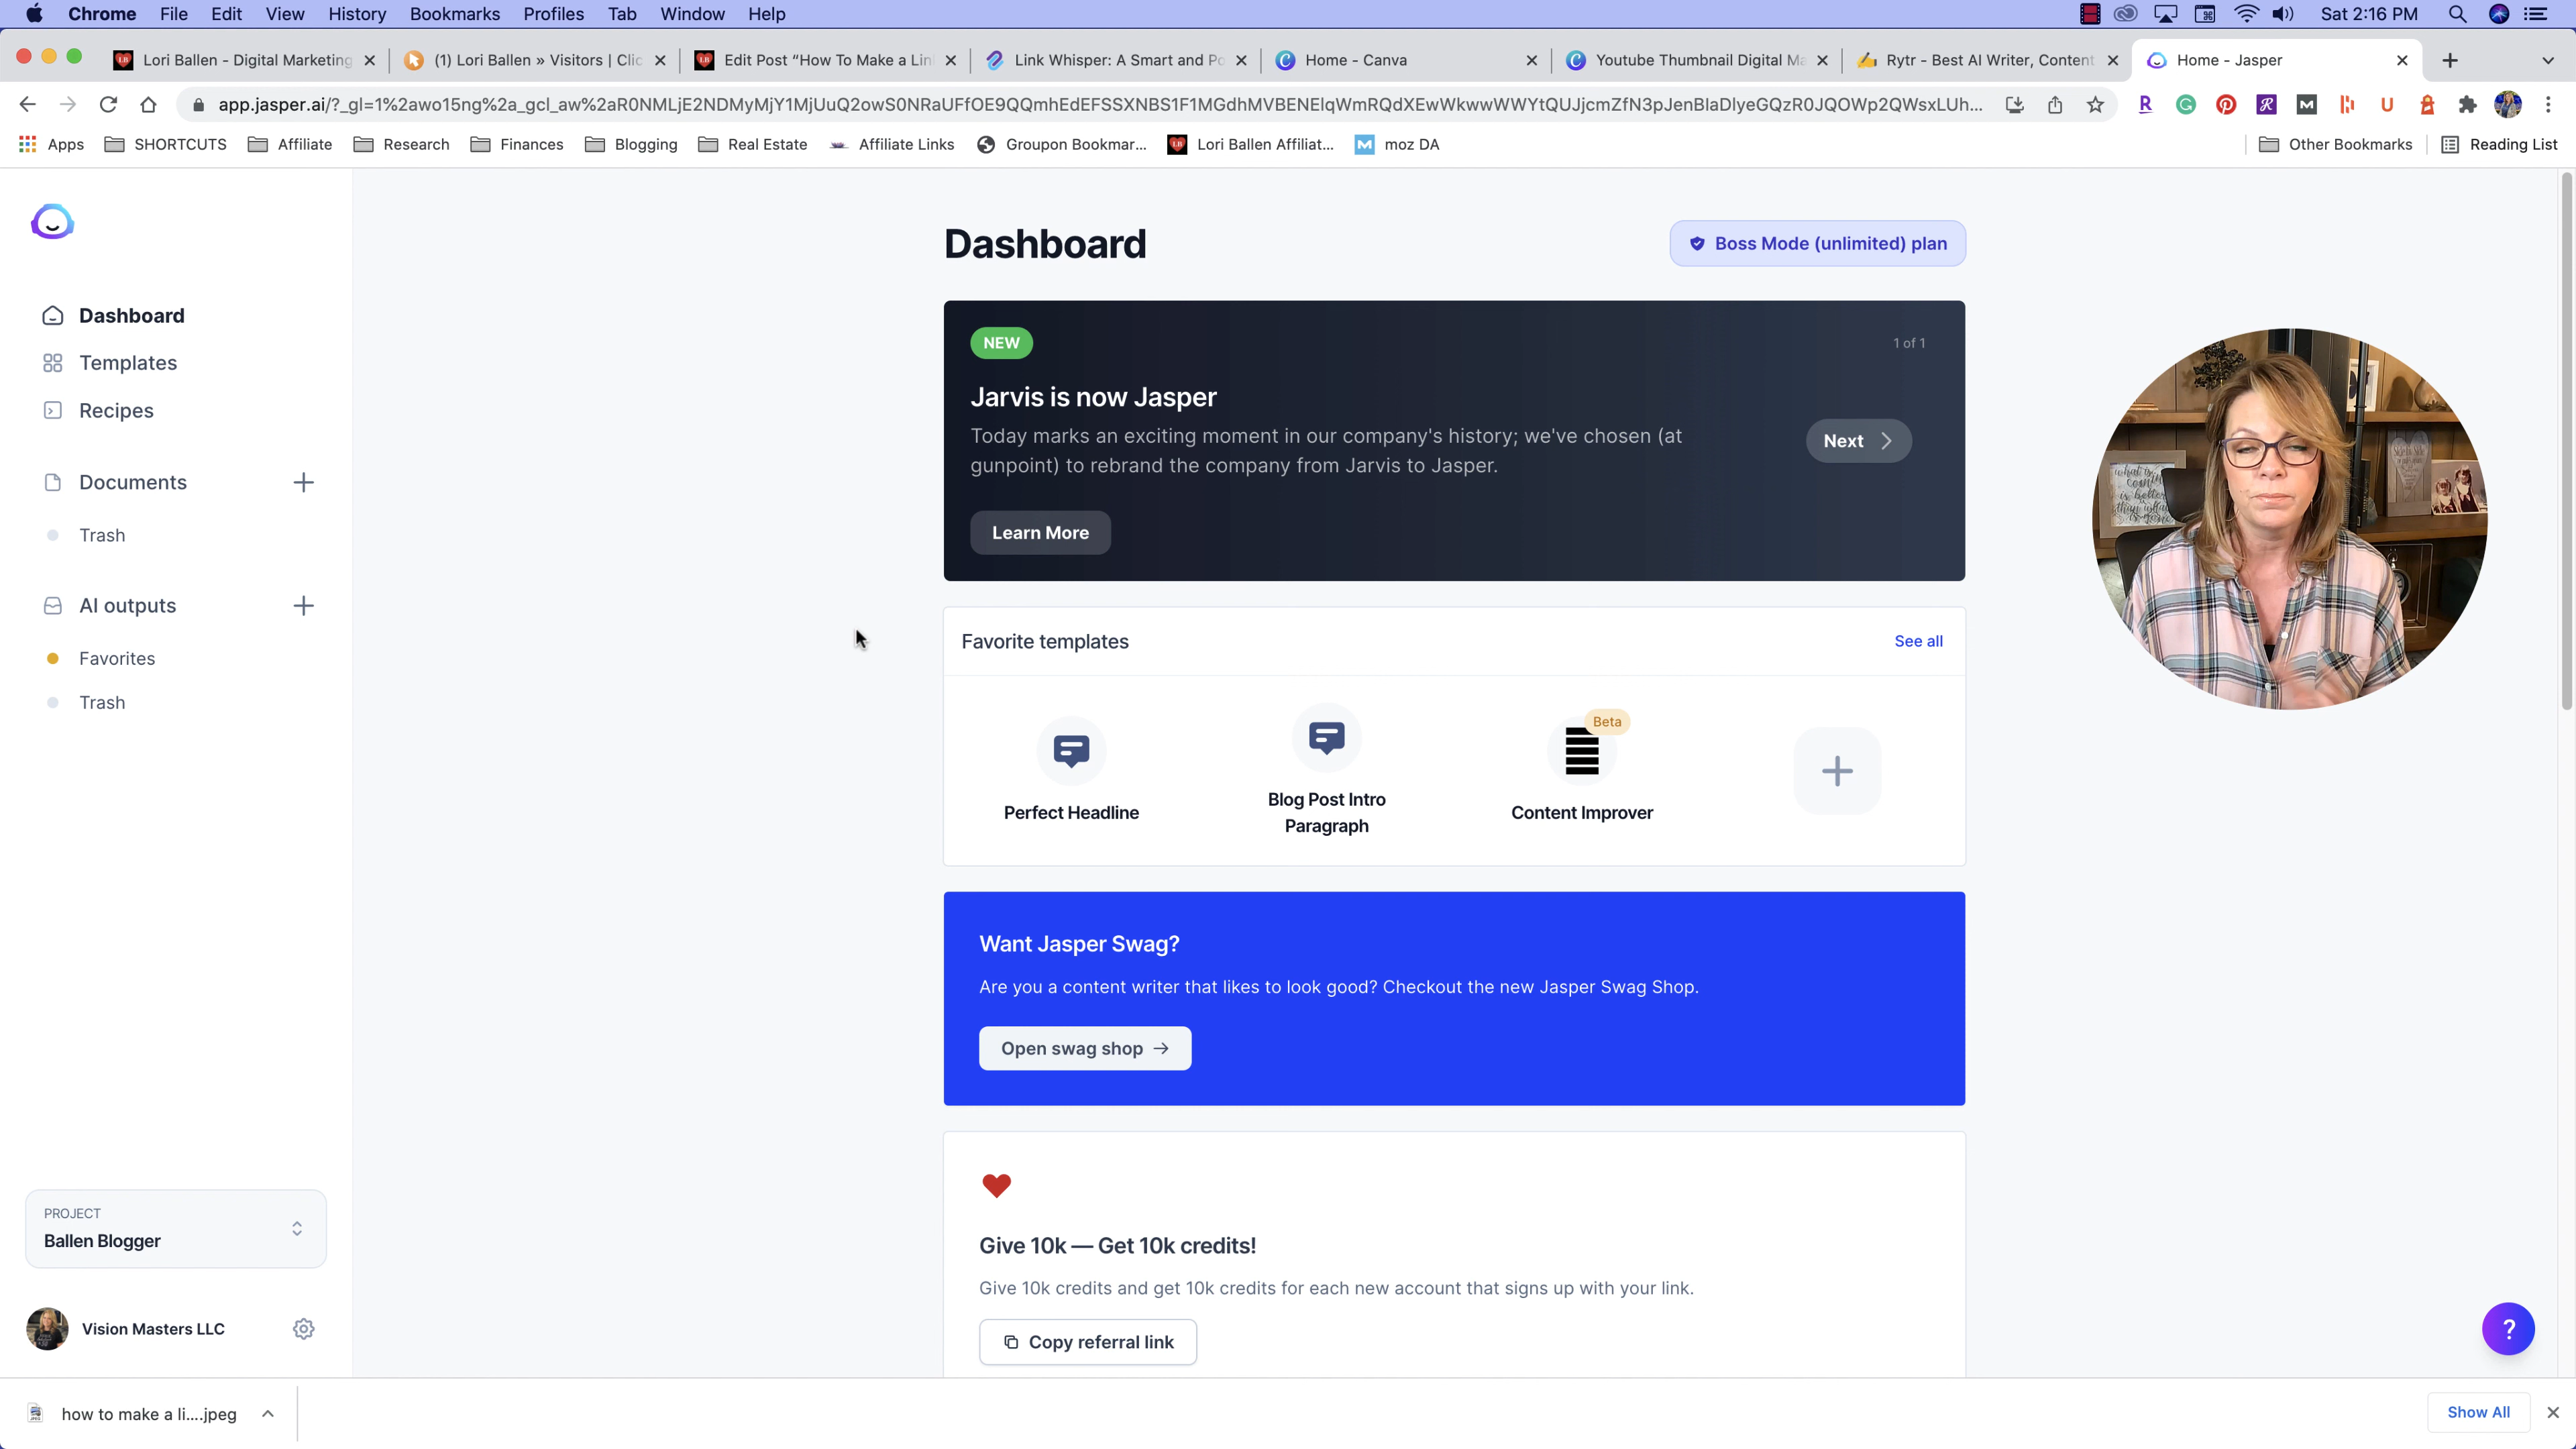 Chrome File Edit View History Bookmarks Profiles Tab Window Help Sat 2:16 PM
Lori Ballen - Digital Marketing (1) Lori Ballen » Visitors | Clic Edit Post “How To Make a Lin Link Whisper: A Smart and Po Home - Canva Youtube Thumbnail Digital Ma Rytr - Best AI Writer, Content Home - Jasper
app.jasper.ai/?_gl=1%2awo15ng%2a_gcl_aw%2aR0NMLjE2NDMyMjY1MjUuQ2owS0NRaUFfOE9QQmhEdEFSSXNBS1F1MGdhMVBENElqWmRQdXEwWkwwWWYtQUJjcmZfN3pJenBlaDlyeGQzR0JQOWp2QWsxLUh...
Apps SHORTCUTS Affiliate Research Finances Blogging Real Estate Affiliate Links Groupon Bookmar... Lori Ballen Affiliat... moz DA Other Bookmarks Reading List
Dashboard
Templates
Recipes
Documents
Trash
AI outputs
Favorites
Trash
PROJECT
Ballen Blogger
Vision Masters LLC
Dashboard
Boss Mode (unlimited) plan
NEW
1 of 1
Jarvis is now Jasper
Today marks an exciting moment in our company's history; we've chosen (at
gunpoint) to rebrand the company from Jarvis to Jasper.
Next
Learn More
Favorite templates
See all
Perfect Headline
Blog Post Intro
Paragraph
Beta
Content Improver
Want Jasper Swag?
Are you a content writer that likes to look good? Checkout the new Jasper Swag Shop.
Open swag shop →
Give 10k — Get 10k credits!
Give 10k credits and get 10k credits for each new account that signs up with your link.
Copy referral link
?
how to make a li....jpeg
Show All